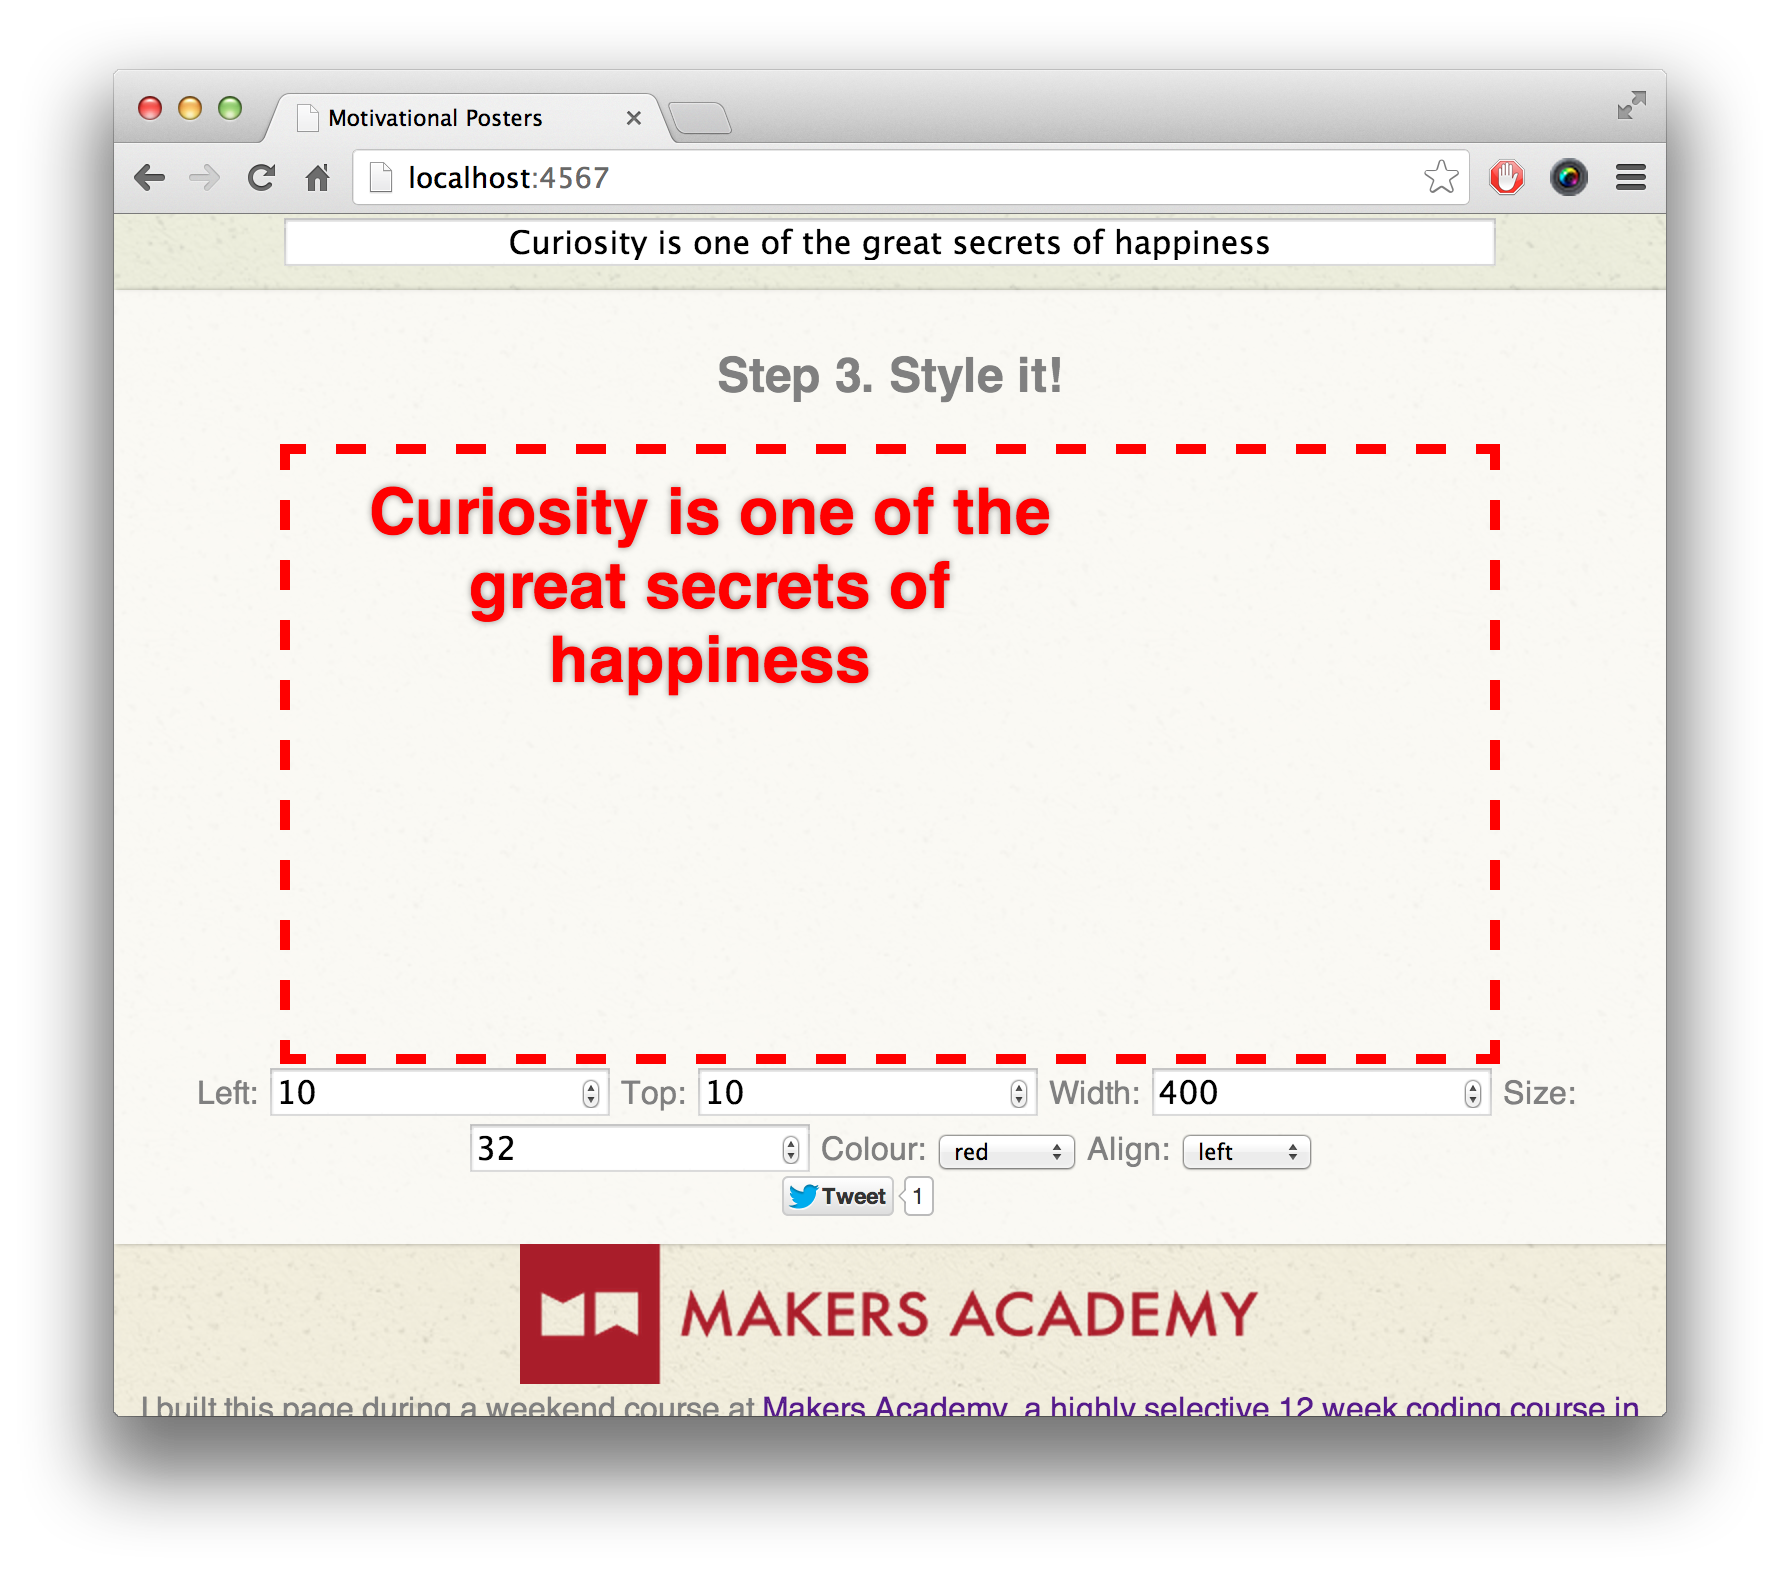 Motivational Posters
localhost:4567
Curiosity is one of the great secrets of happiness
Step 3. Style it!
Curiosity is one of the
great secrets of
happiness
Left: 10 Top: 10 Width: 400 Size:
32 Colour: red Align: left
Tweet 1
MAKERS ACADEMY
I built this page during a weekend course at Makers Academy, a highly selective 12 week coding course in